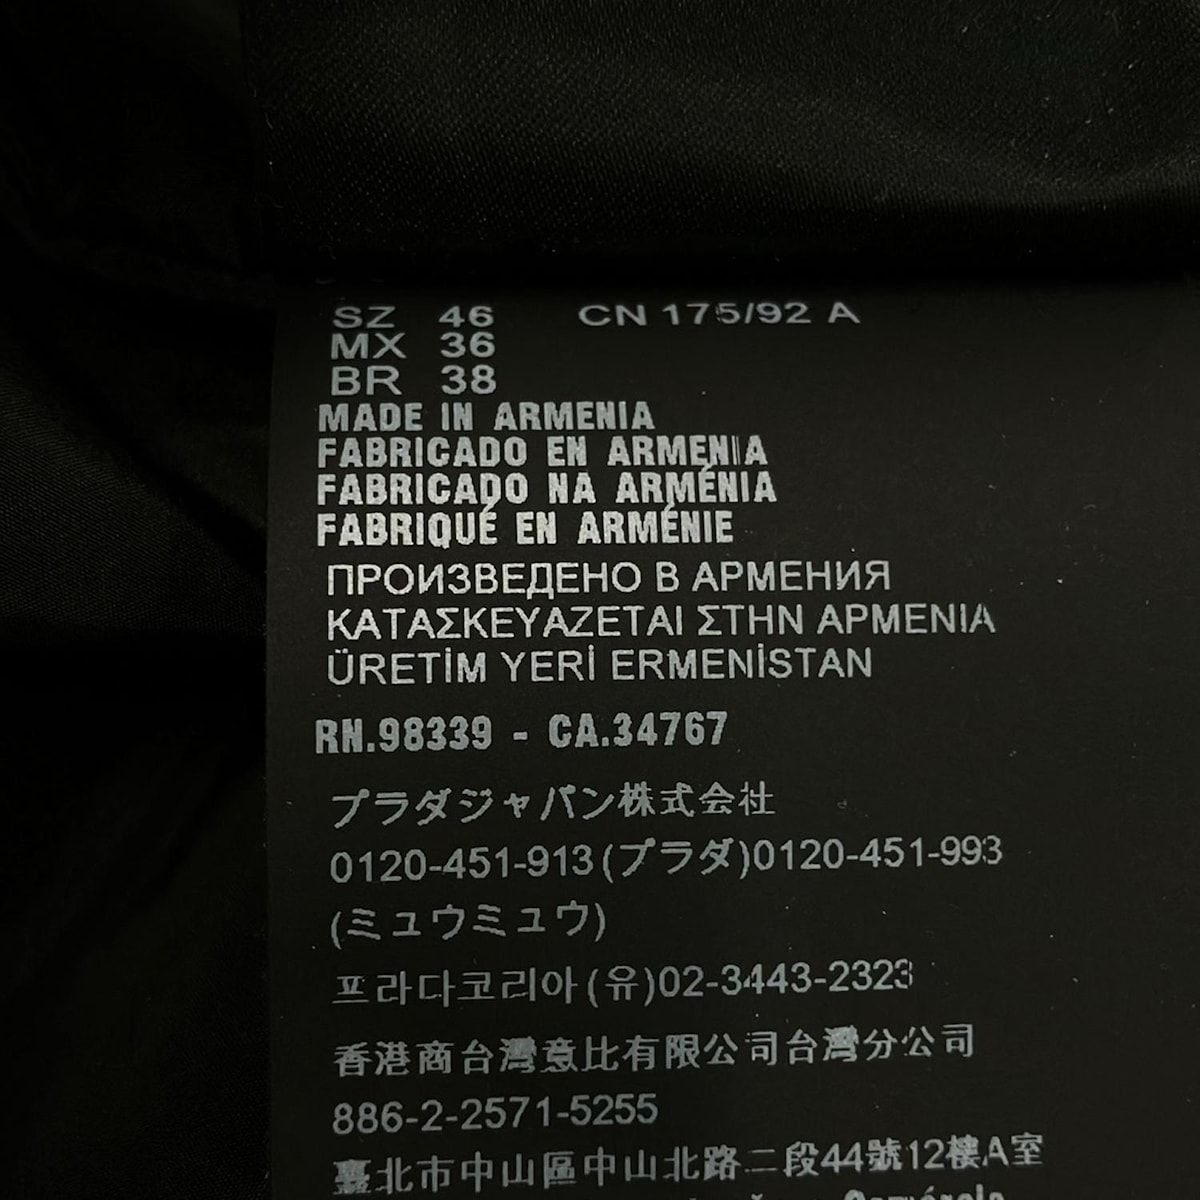 SZ 46 CN 175/92 A
MX 36
BR 38
MADE IN ARMENIA
FABRICADO EN ARMENIA
FABRICADO NA ARMÉNIA
FABRIQUÉ EN ARMÉNIE
ПРОИЗВЕДЕНО В АРМЕНИЯ
ΚΑΤΑΣΚΕΥΑΖΕΤΑΙ ΣΤΗΝ ΑΡΜΕΝΙΑ
ÜRETİM YERİ ERMENİSTAN
RN.98339 - CA.34767
プラダジャパン株式会社
0120-451-913(プラダ)0120-451-993
(ミュウミュウ)
프라다코리아(유)02-3443-2323
香港商台灣意比有限公司台灣分公司
886-2-2571-5255
臺北市中山區中山北路二段44號12樓A室